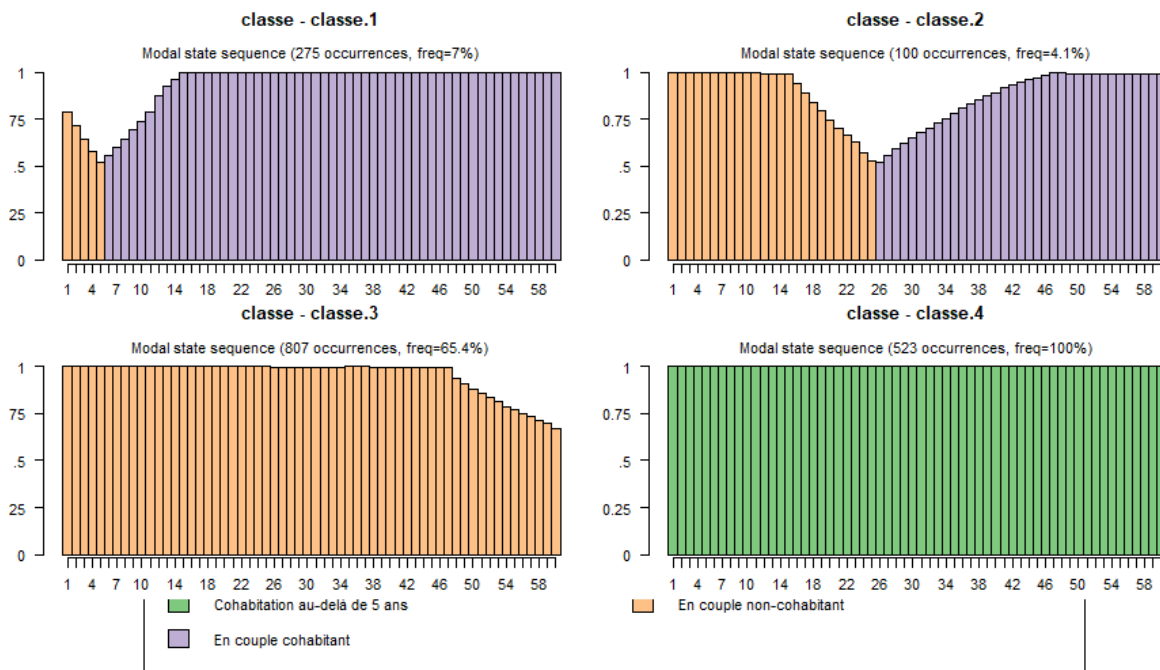 classe - classe.1
Modal state sequence (275 occurrences, freq=7%)
1
75
.5
25
0
1 4 7 10 14 18 22 26 30 34 38 42 46 50 54 58
classe - classe.2
Modal state sequence (100 occurrences, freq=4.1%)
1
0.75
.5
0.25
0
1 4 7 10 14 18 22 26 30 34 38 42 46 50 54 58
classe - classe.3
Modal state sequence (807 occurrences, freq=65.4%)
1
75
.5
25
0
1 4 7 10 14 18 22 26 30 34 38 42 46 50 54 58
classe - classe.4
Modal state sequence (523 occurrences, freq=100%)
1
0.75
.5
0.25
0
1 4 7 10 14 18 22 26 30 34 38 42 46 50 54 58
Cohabitation au-delà de 5 ans
En couple non-cohabitant
En couple cohabitant